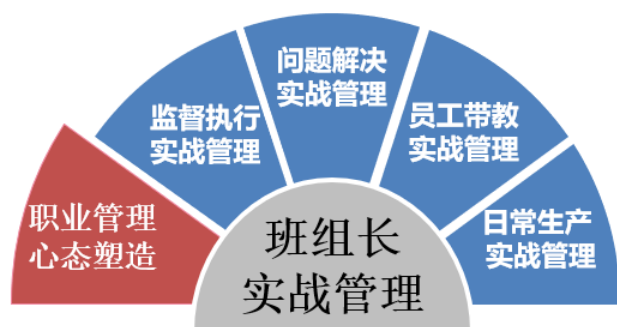 职业管理
心态塑造
监督执行
实战管理
问题解决
实战管理
员工带教
实战管理
日常生产
实战管理
班组长
实战管理